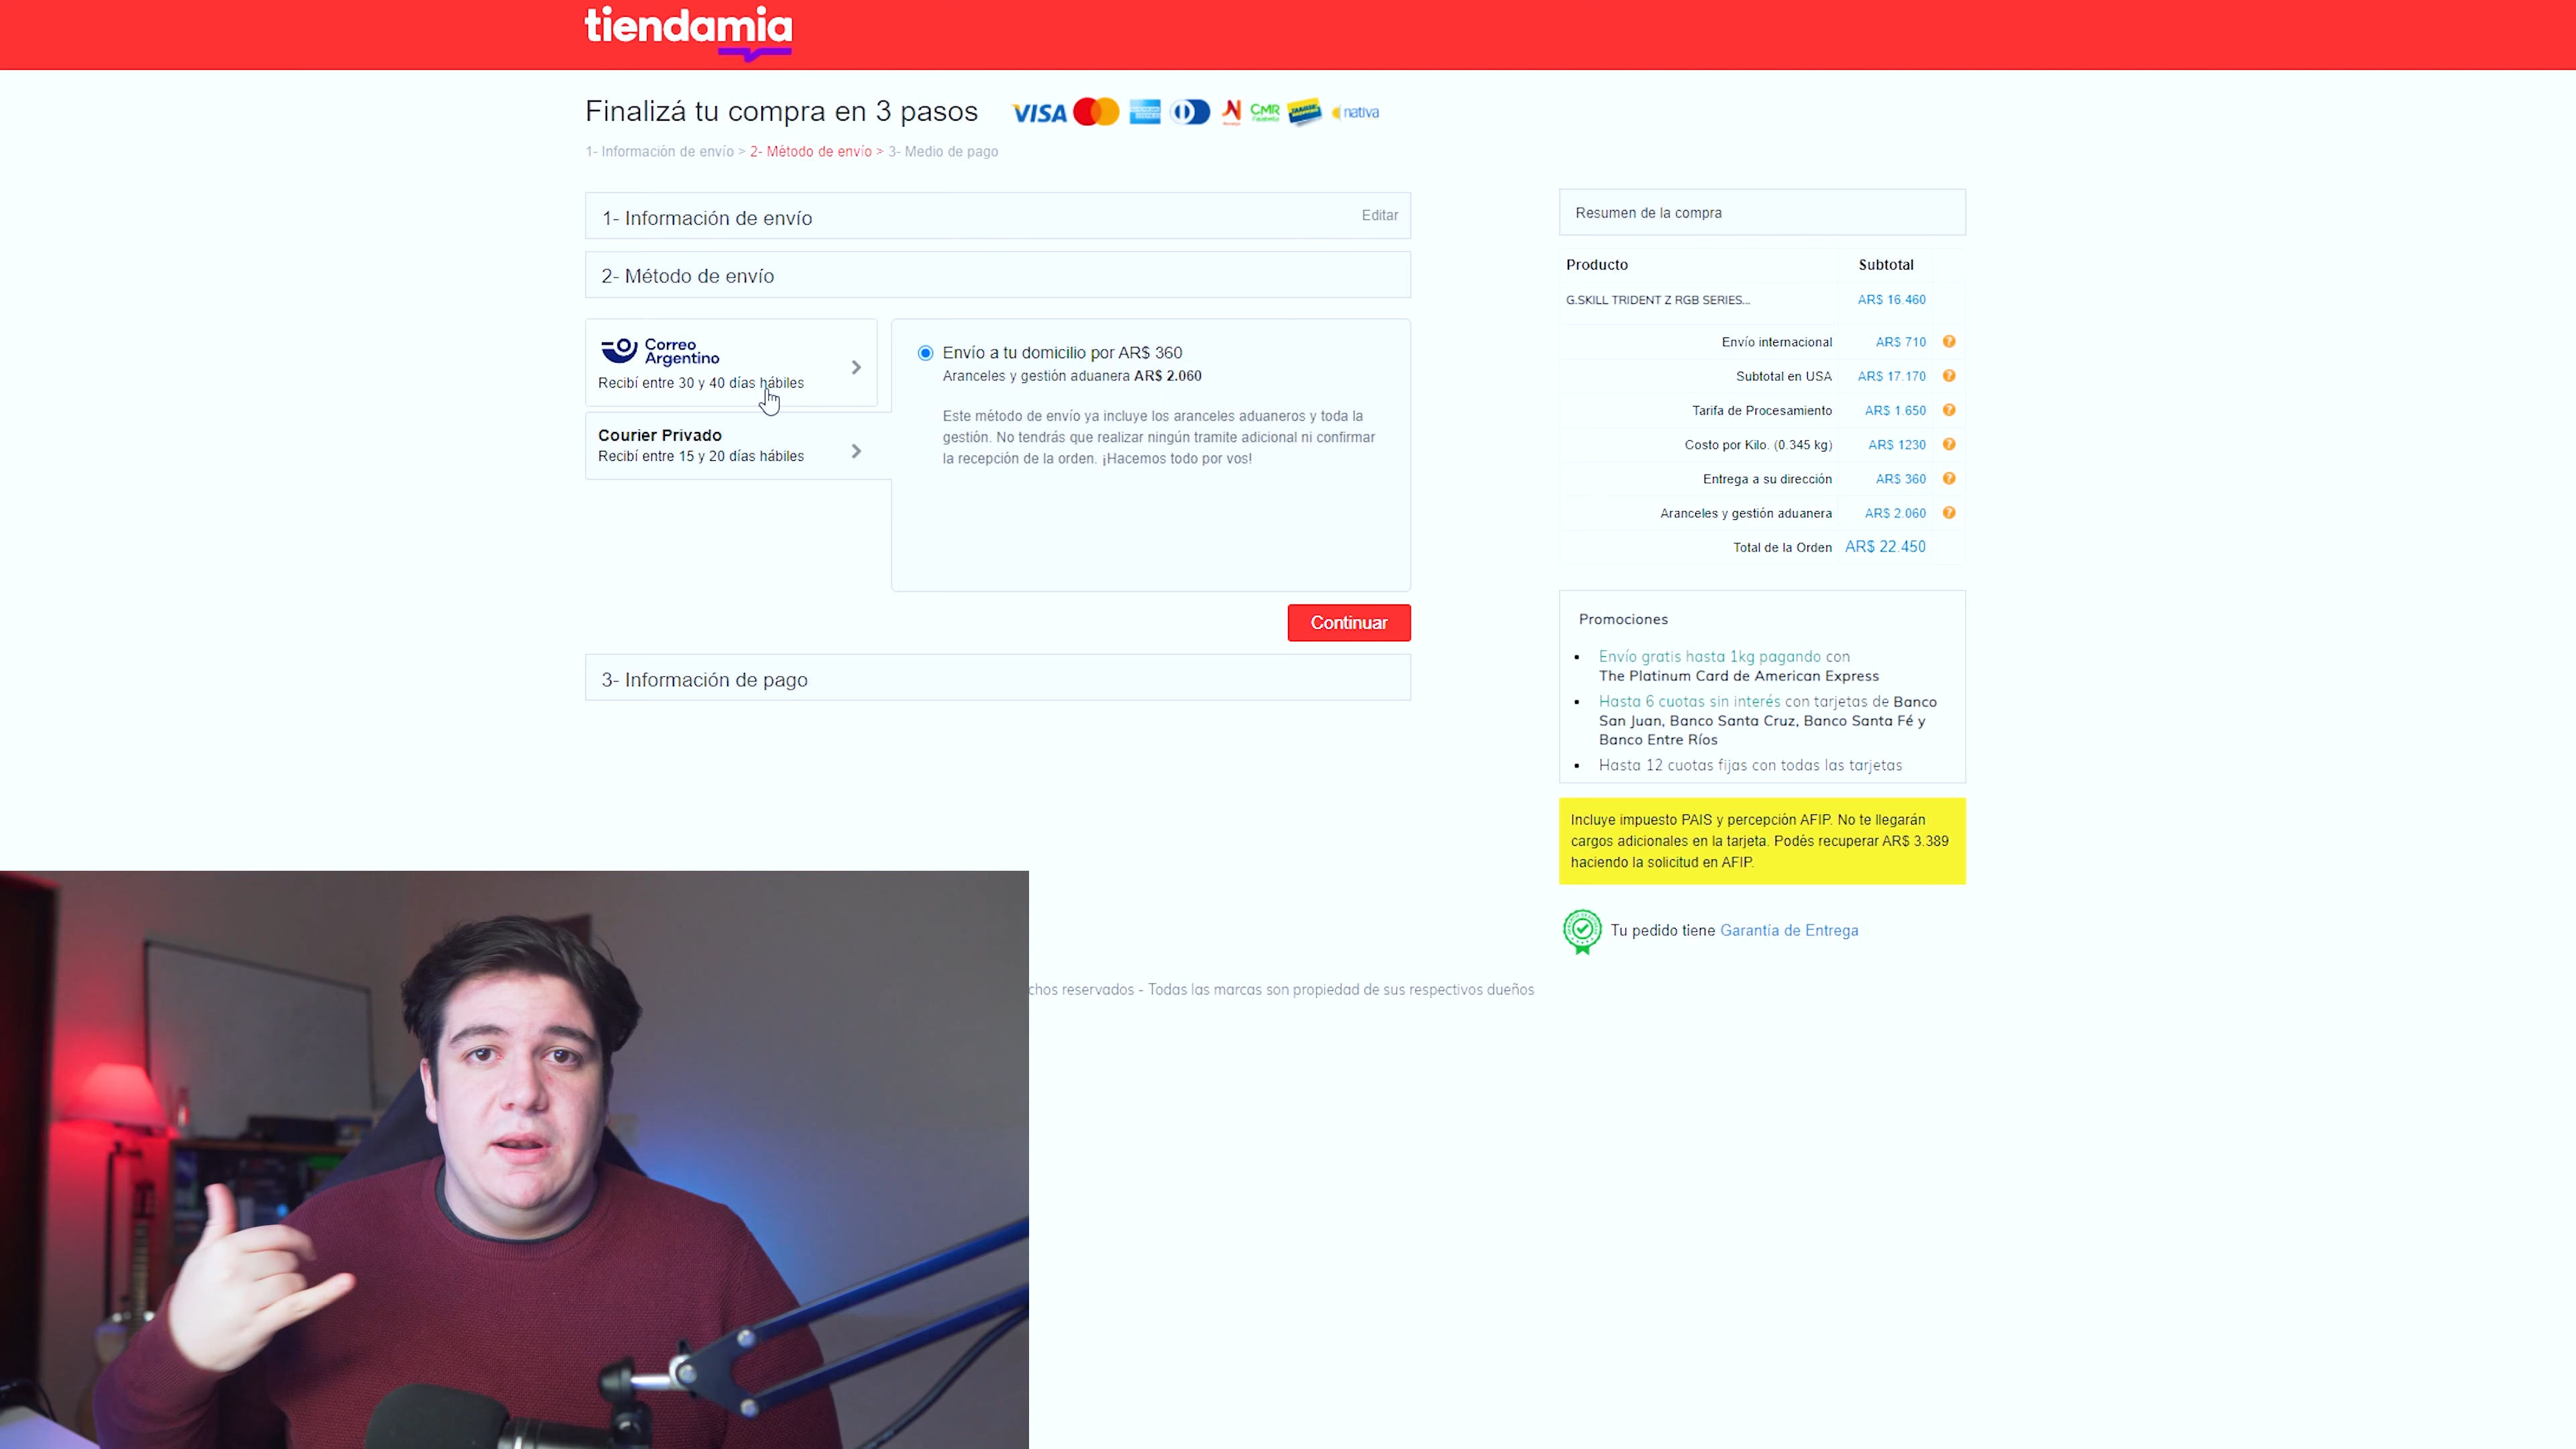 tiendamia
Finalizá tu compra en 3 pasos
VISA
CMR
nativa
1- Información de envío > 2- Método de envío > 3- Medio de pago
1- Información de envío
Editar
2- Método de envío
Correo
Argentino
Recibí entre 30 y 40 días hábiles
Courier Privado
Recibí entre 15 y 20 días hábiles
Envío a tu domicilio por AR$ 360
Aranceles y gestión aduanera AR$ 2.060
Este método de envío ya incluye los aranceles aduaneros y toda la
gestión. No tendrás que realizar ningún tramite adicional ni confirmar
la recepción de la orden. ¡Hacemos todo por vos!
Continuar
3- Información de pago
Resumen de la compra
Producto Subtotal
G.SKILL TRIDENT Z RGB SERIES... AR$ 16.460
Envío internacional AR$ 710 ?
Subtotal en USA AR$ 17.170 ?
Tarifa de Procesamiento AR$ 1.650 ?
Costo por Kilo. (0.345 kg) AR$ 1230 ?
Entrega a su dirección AR$ 360 ?
Aranceles y gestión aduanera AR$ 2.060 ?
Total de la Orden AR$ 22.450
Promociones
Envío gratis hasta 1kg pagando con
The Platinum Card de American Express
Hasta 6 cuotas sin interés con tarjetas de Banco
San Juan, Banco Santa Cruz, Banco Santa Fé y
Banco Entre Ríos
Hasta 12 cuotas fijas con todas las tarjetas
Incluye impuesto PAIS y percepción AFIP. No te llegarán
cargos adicionales en la tarjeta. Podés recuperar AR$ 3.389
haciendo la solicitud en AFIP.
Tu pedido tiene Garantía de Entrega
chos reservados - Todas las marcas son propiedad de sus respectivos dueños